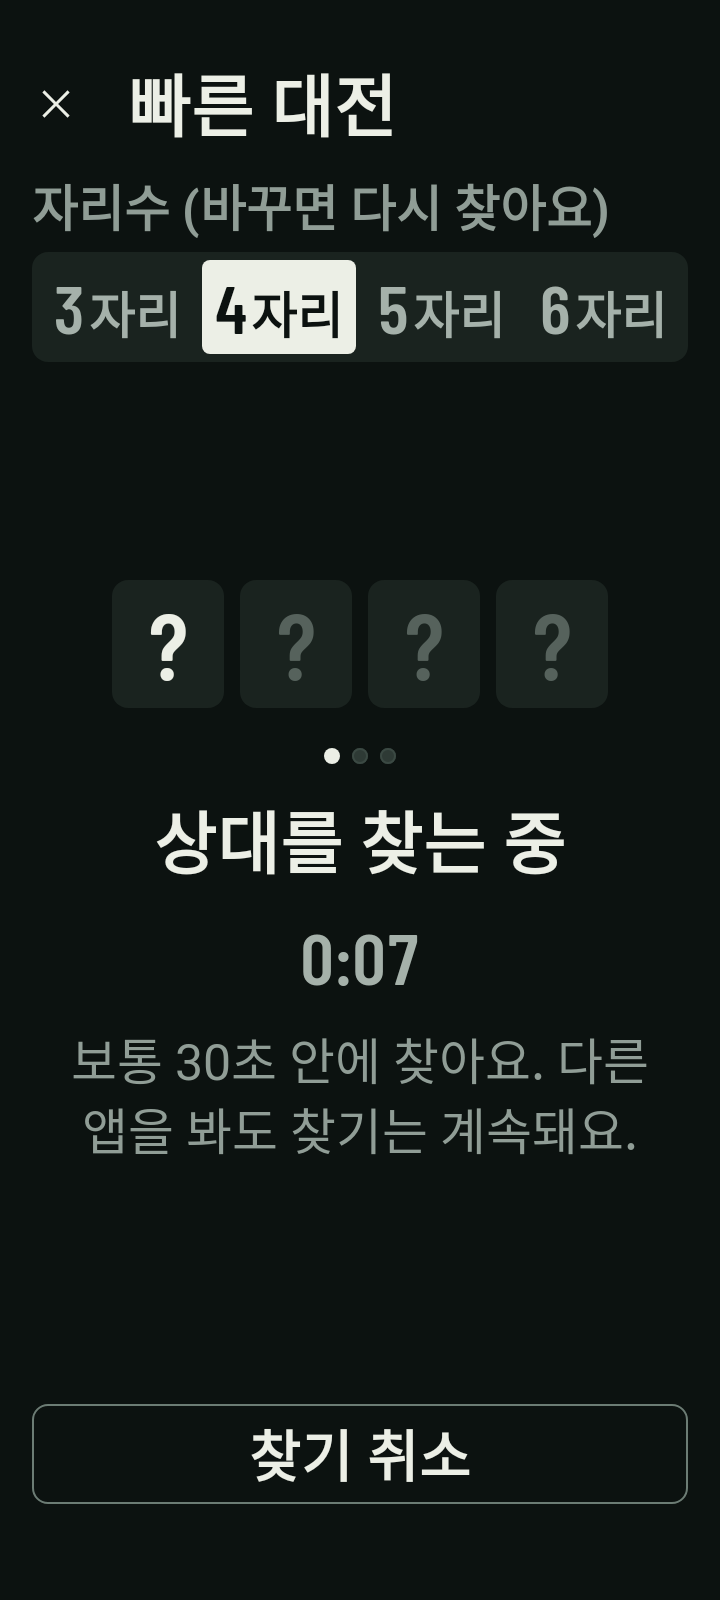 빠른 대전
자리수 (바꾸면 다시 찾아요)
3자리 4자리 5자리 6자리
? ? ? ?
상대를 찾는 중
0:07
보통 30초 안에 찾아요. 다른
앱을 봐도 찾기는 계속돼요.
찾기 취소